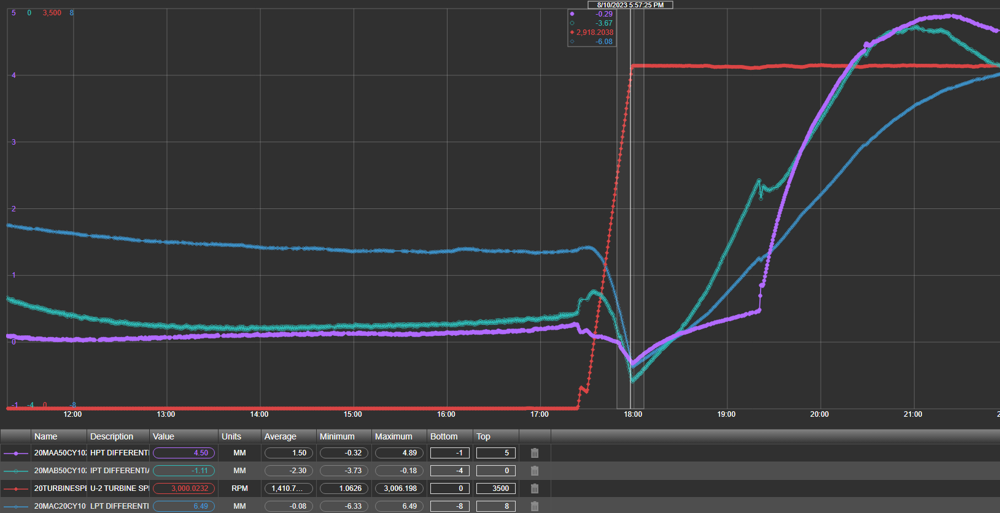 8/10/2023 5:57:25 PM
5 0 3,500 8
-0.29
-3.67
2,918.2038
-6.08
4
3
2
1
0
-1 -4 0 -8
12:00 13:00 14:00 15:00 16:00 17:00 18:00 19:00 20:00 21:00 2
Name Description Value Units Average Minimum Maximum Bottom Top
20MAA50CY102 HPT DIFFERENTI 4.50 MM 1.50 -0.32 4.89 -1 5
20MAB50CY102 IPT DIFFERENTIA -1.11 MM -2.30 -3.73 -0.18 -4 0
20TURBINESPE U-2 TURBINE SPE 3,000.0232 RPM 1,410.7... 1.0626 3,006.198 0 3500
20MAC20CY10 LPT DIFFERENTI 6.49 MM -0.08 -6.33 6.49 -8 8